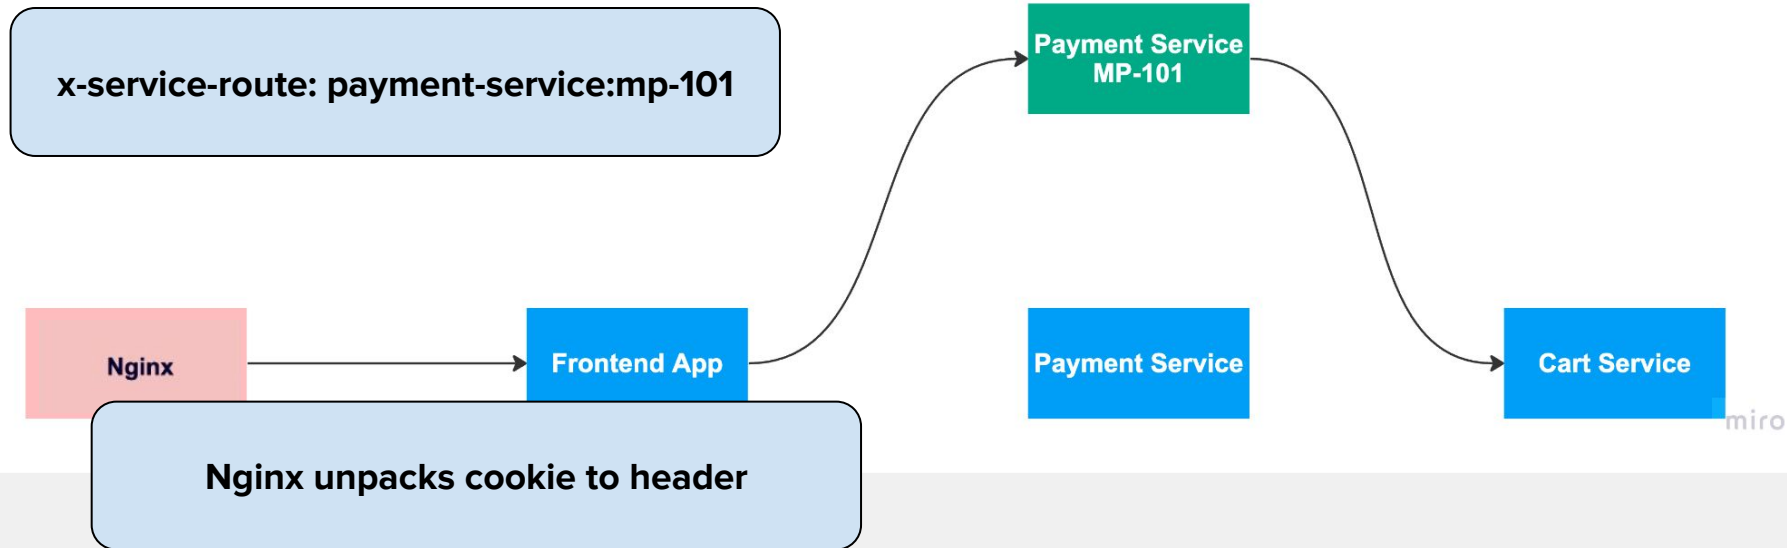 x-service-route: payment-service:mp-101
Payment Service
MP-101
Nginx
Frontend App
Payment Service
Cart Service
miro
Nginx unpacks cookie to header